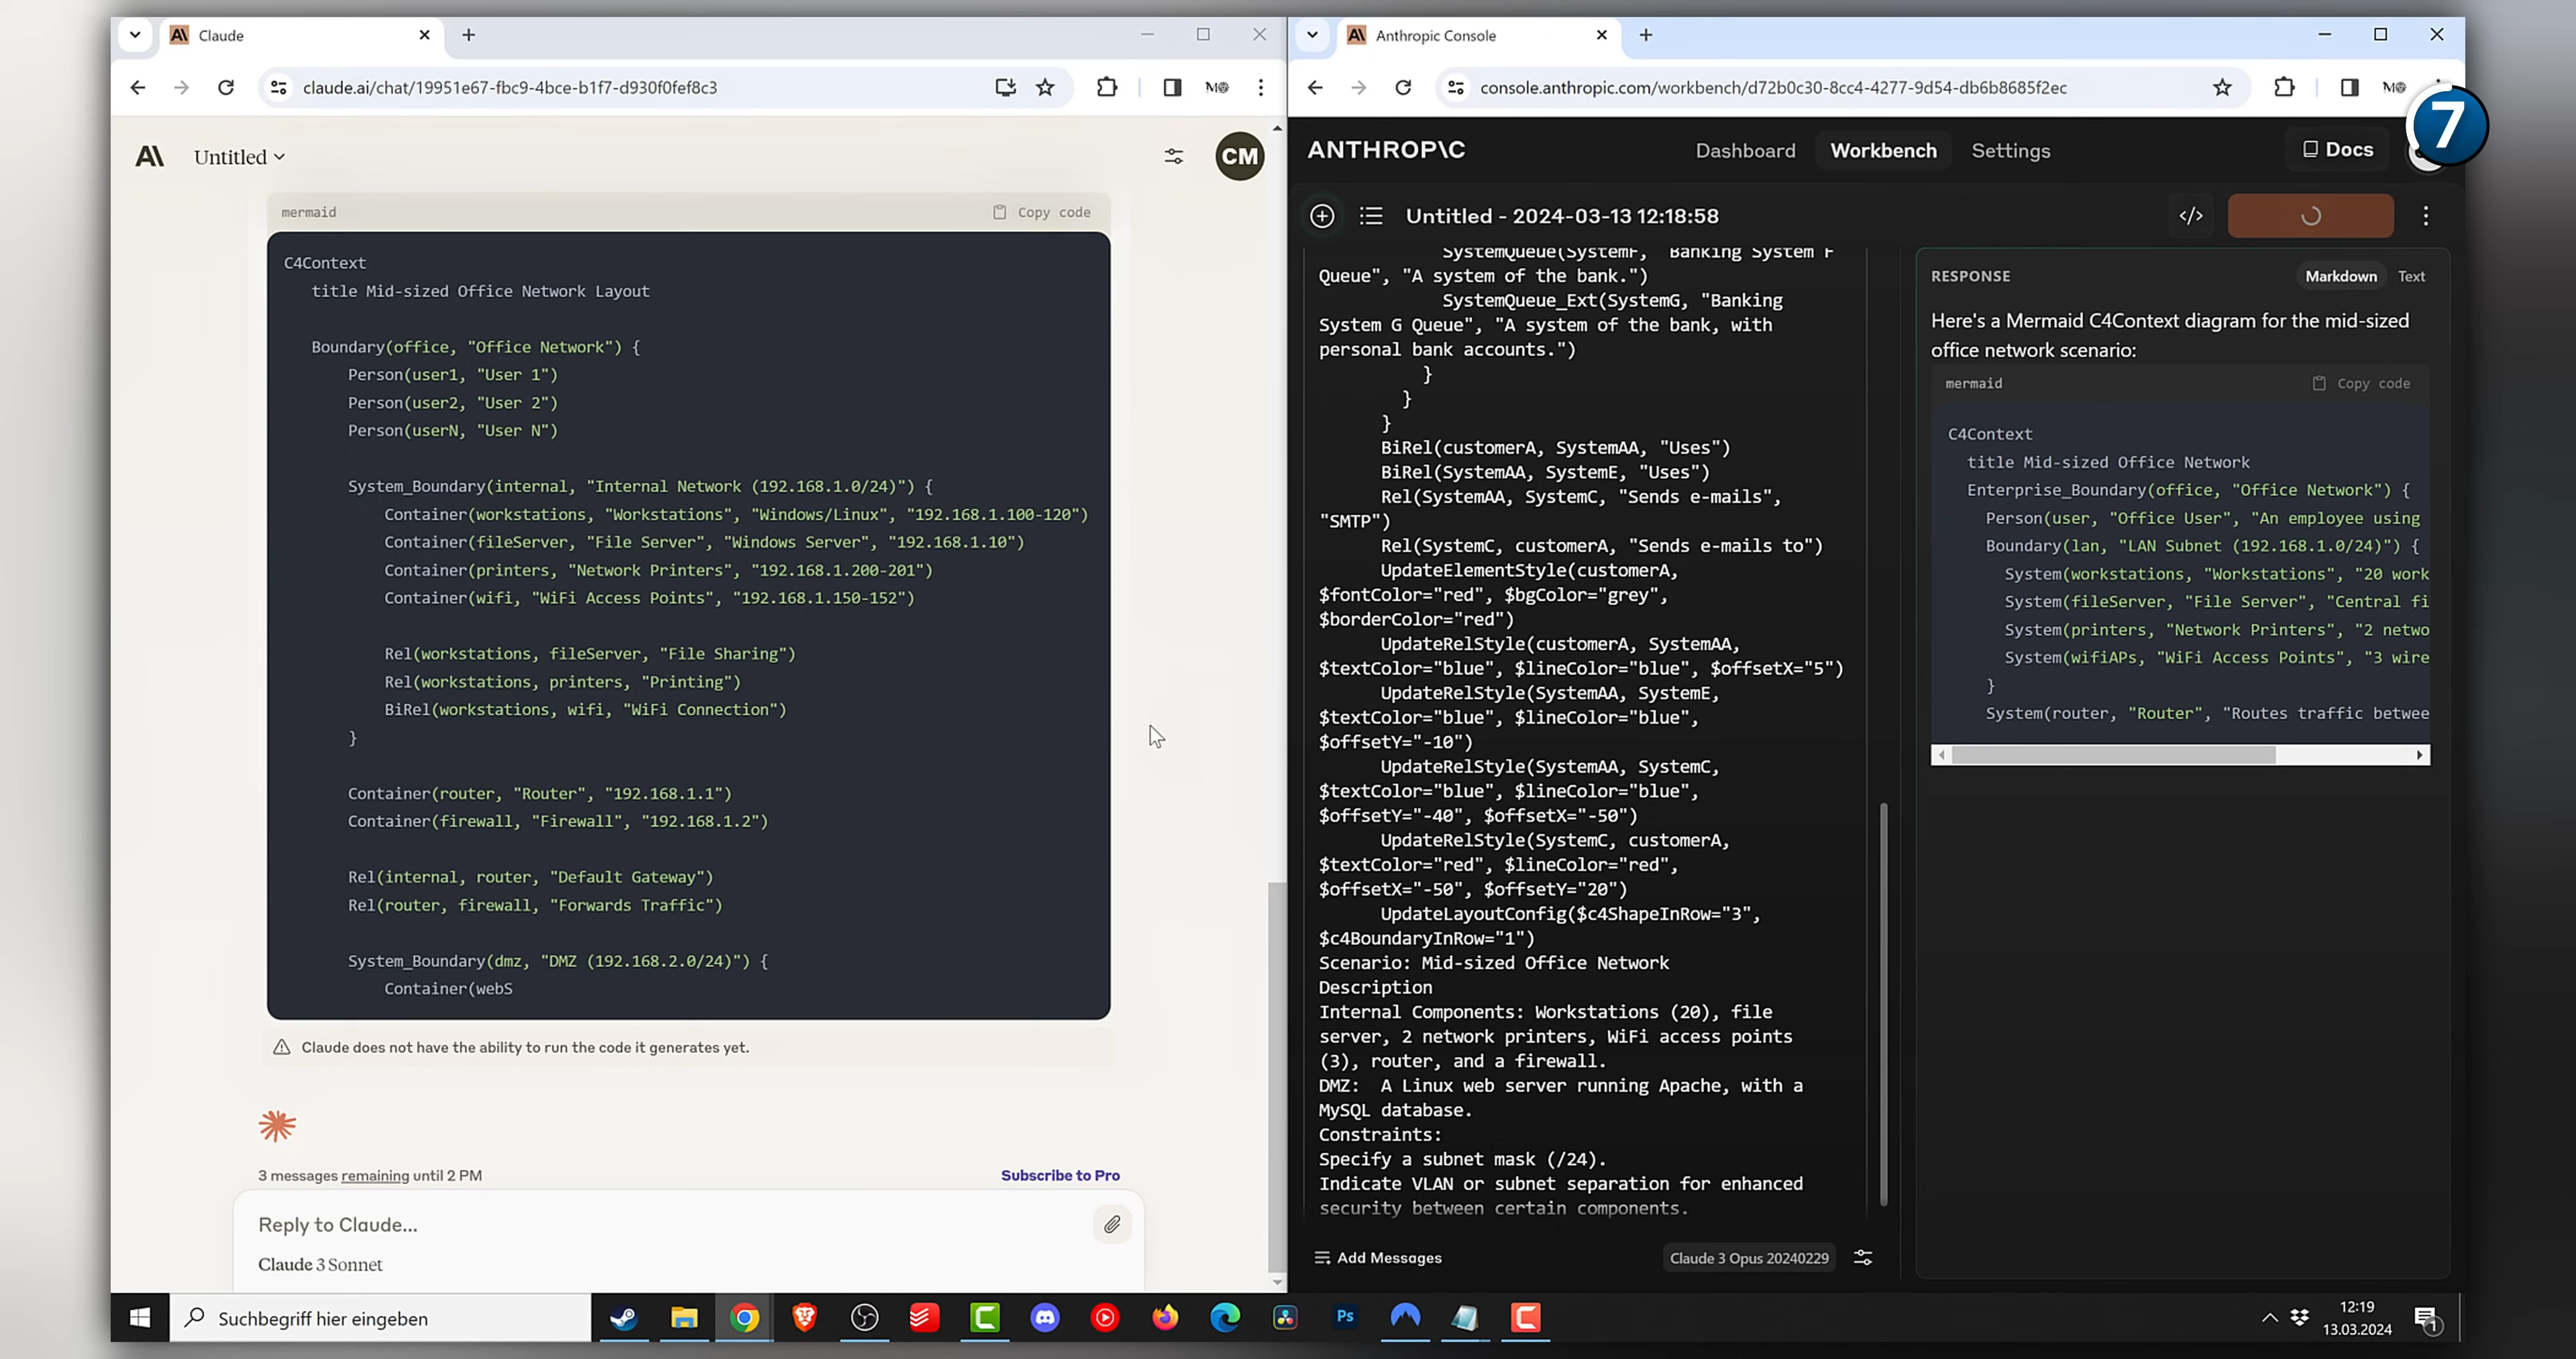 Claude
claude.ai/chat/19951e67-fbc9-4bce-b1f7-d930f0fef8c3
Untitled
CM
mermaid
Copy code
C4Context
title Mid-sized Office Network Layout
Boundary(office, "Office Network") {
Person(user1, "User 1")
Person(user2, "User 2")
Person(userN, "User N")
System_Boundary(internal, "Internal Network (192.168.1.0/24)") {
Container(workstations, "Workstations", "Windows/Linux", "192.168.1.100-120")
Container(fileServer, "File Server", "Windows Server", "192.168.1.10")
Container(printers, "Network Printers", "192.168.1.200-201")
Container(wifi, "WiFi Access Points", "192.168.1.150-152")
Rel(workstations, fileServer, "File Sharing")
Rel(workstations, printers, "Printing")
BiRel(workstations, wifi, "WiFi Connection")
}
Container(router, "Router", "192.168.1.1")
Container(firewall, "Firewall", "192.168.1.2")
Rel(internal, router, "Default Gateway")
Rel(router, firewall, "Forwards Traffic")
System_Boundary(dmz, "DMZ (192.168.2.0/24)") {
Container(webS
Claude does not have the ability to run the code it generates yet.
3 messages remaining until 2 PM
Subscribe to Pro
Reply to Claude...
Claude 3 Sonnet
Anthropic Console
console.anthropic.com/workbench/d72b0c30-8cc4-4277-9d54-db6b8685f2ec
7
ANTHROP\C
Dashboard
Workbench
Settings
Docs
Untitled - 2024-03-13 12:18:58
</>
SystemQueue(SystemF, "Banking System F
Queue", "A system of the bank.")
SystemQueue_Ext(SystemG, "Banking
System G Queue", "A system of the bank, with
personal bank accounts.")
}
}
}
BiRel(customerA, SystemAA, "Uses")
BiRel(SystemAA, SystemE, "Uses")
Rel(SystemAA, SystemC, "Sends e-mails",
"SMTP")
Rel(SystemC, customerA, "Sends e-mails to")
UpdateElementStyle(customerA,
$fontColor="red", $bgColor="grey",
$borderColor="red")
UpdateRelStyle(customerA, SystemAA,
$textColor="blue", $lineColor="blue", $offsetX="5")
UpdateRelStyle(SystemAA, SystemE,
$textColor="blue", $lineColor="blue",
$offsetY="-10")
UpdateRelStyle(SystemAA, SystemC,
$textColor="blue", $lineColor="blue",
$offsetY="-40", $offsetX="-50")
UpdateRelStyle(SystemC, customerA,
$textColor="red", $lineColor="red",
$offsetX="-50", $offsetY="20")
UpdateLayoutConfig($c4ShapeInRow="3",
$c4BoundaryInRow="1")
Scenario: Mid-sized Office Network
Description
Internal Components: Workstations (20), file
server, 2 network printers, WiFi access points
(3), router, and a firewall.
DMZ:  A Linux web server running Apache, with a
MySQL database.
Constraints:
Specify a subnet mask (/24).
Indicate VLAN or subnet separation for enhanced
security between certain components.
Add Messages
Claude 3 Opus 20240229
RESPONSE
Markdown
Text
Here's a Mermaid C4Context diagram for the mid-sized
office network scenario:
mermaid
Copy code
C4Context
title Mid-sized Office Network
Enterprise_Boundary(office, "Office Network") {
Person(user, "Office User", "An employee using
Boundary(lan, "LAN Subnet (192.168.1.0/24)") {
System(workstations, "Workstations", "20 work
System(fileServer, "File Server", "Central fi
System(printers, "Network Printers", "2 netwo
System(wifiAPs, "WiFi Access Points", "3 wire
}
System(router, "Router", "Routes traffic betwee
Suchbegriff hier eingeben
Ps
12:19
13.03.2024
1